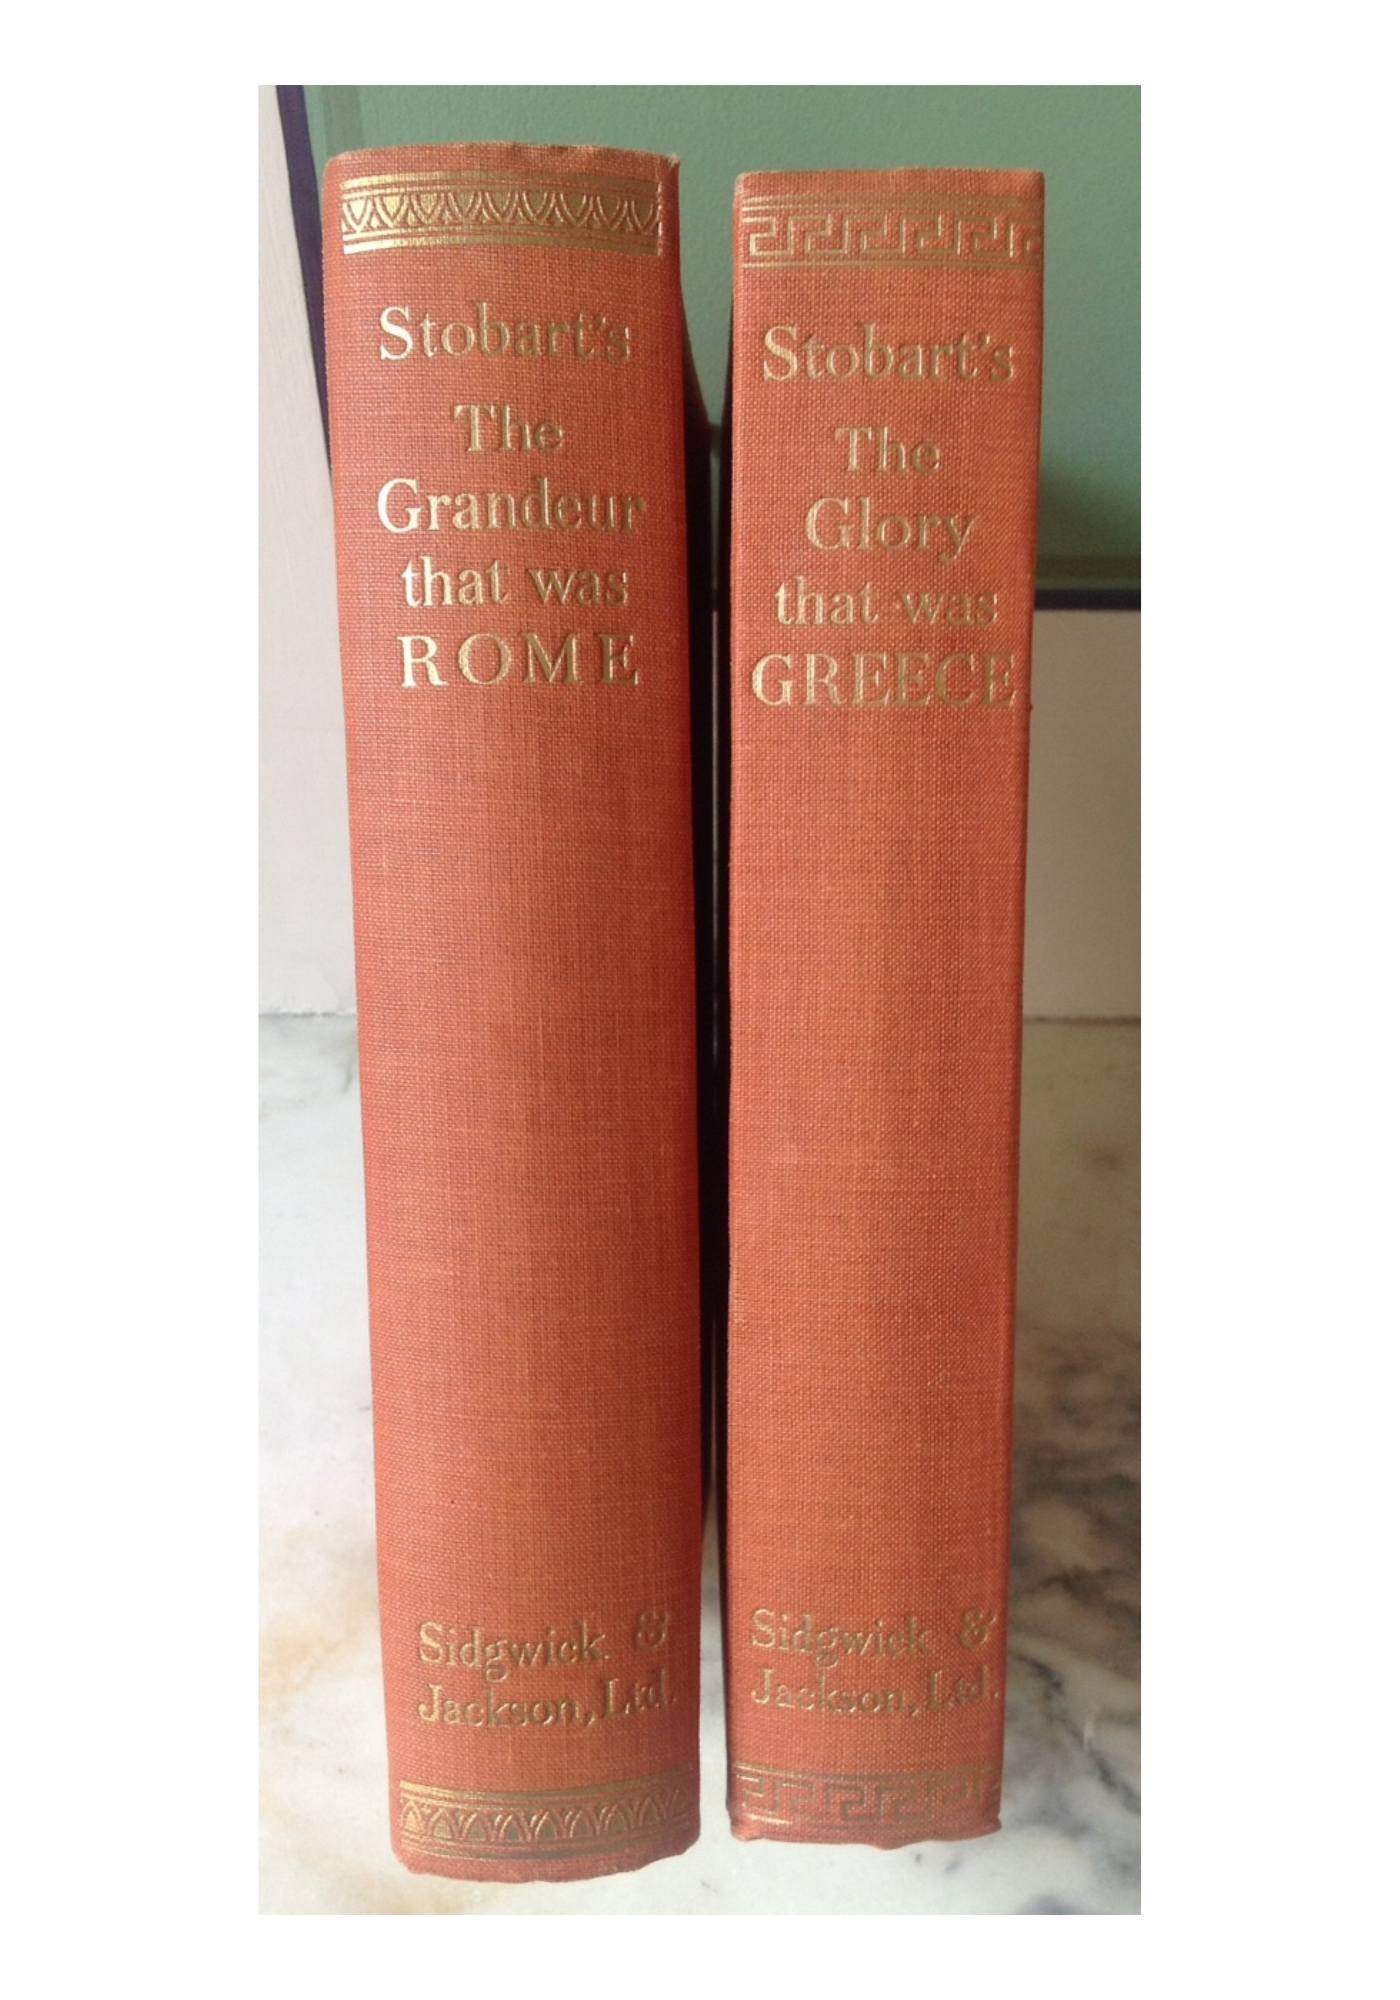 Stobart's
The
Grandeur
that was
ROME
Sidgwick &
Jackson, Ltd.
Stobart's
The
Glory
that was
GREECE
Sidgwick &
Jackson, Ltd.